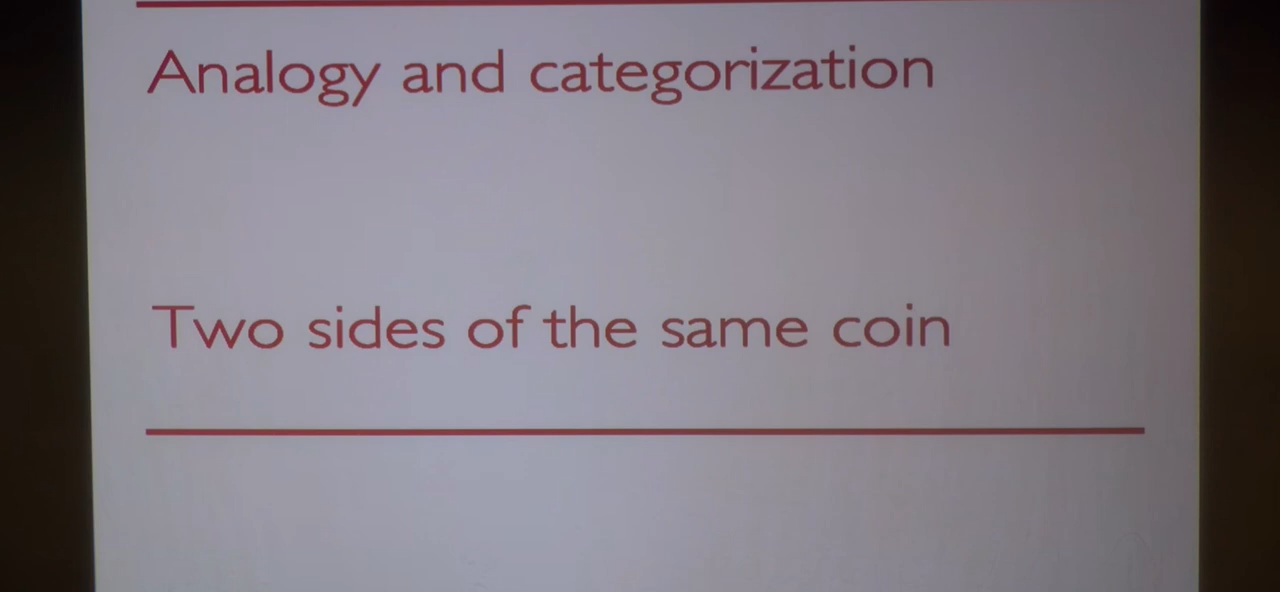 Analogy and categorization
Two sides of the same coin